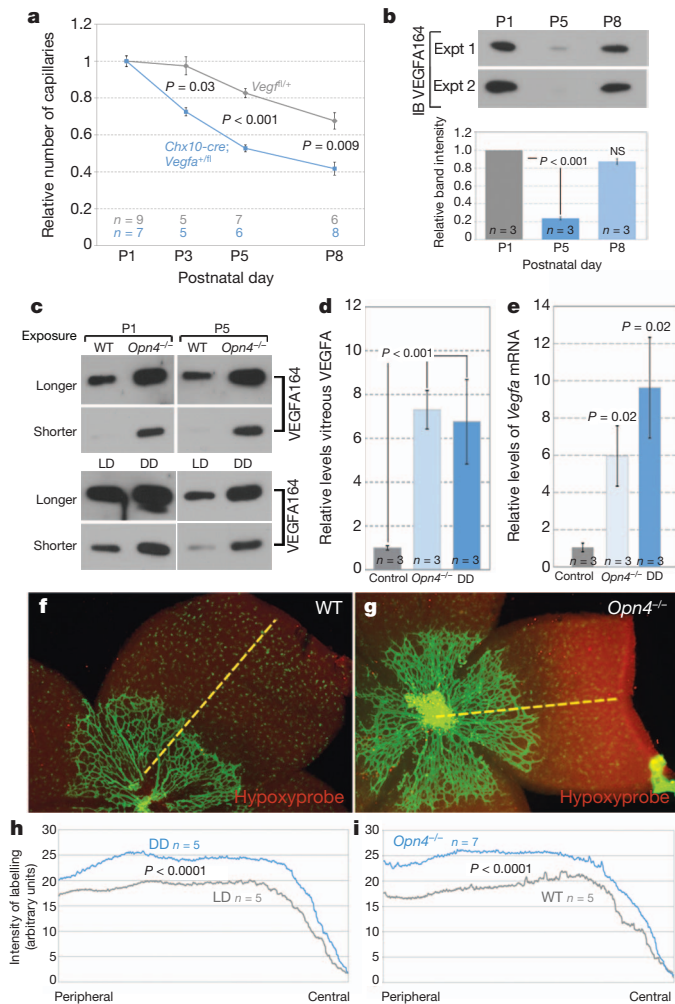 a
Relative number of capillaries
1.2
1
0.8
0.6
0.4
0.2
0
P = 0.03
P < 0.001
P = 0.009
Vegf^fl/+
Chx10-cre;
Vegfa^+/fl
n = 9 5 7 6
n = 7 5 6 8
P1 P3 P5 P8
Postnatal day
b
P1 P5 P8
IB VEGFA164
Expt 1
Expt 2
Relative band intensity
1.0
0.8
0.6
0.4
0.2
P < 0.001
NS
n = 3 n = 3 n = 3
P1 P5 P8
Postnatal day
c
Exposure P1 P5
WT Opn4^−/− WT Opn4^−/−
Longer
Shorter
VEGFA164
LD DD LD DD
Longer
Shorter
VEGFA164
d
Relative levels vitreous VEGFA
12
10
8
6
4
2
0
P < 0.001
n = 3 n = 3 n = 3
Control Opn4^−/− DD
e
Relative levels of Vegfa mRNA
14
12
10
8
6
4
2
0
P = 0.02
P = 0.02
n = 3 n = 3 n = 3
Control Opn4^−/− DD
f WT
Hypoxyprobe
g Opn4^−/−
Hypoxyprobe
h
Intensity of labelling
(arbitrary units)
30
25
20
15
10
5
0
DD n = 5
P < 0.0001
LD n = 5
Peripheral Central
i
30
25
20
15
10
5
0
Opn4^−/− n = 7
P < 0.0001
WT n = 5
Peripheral Central